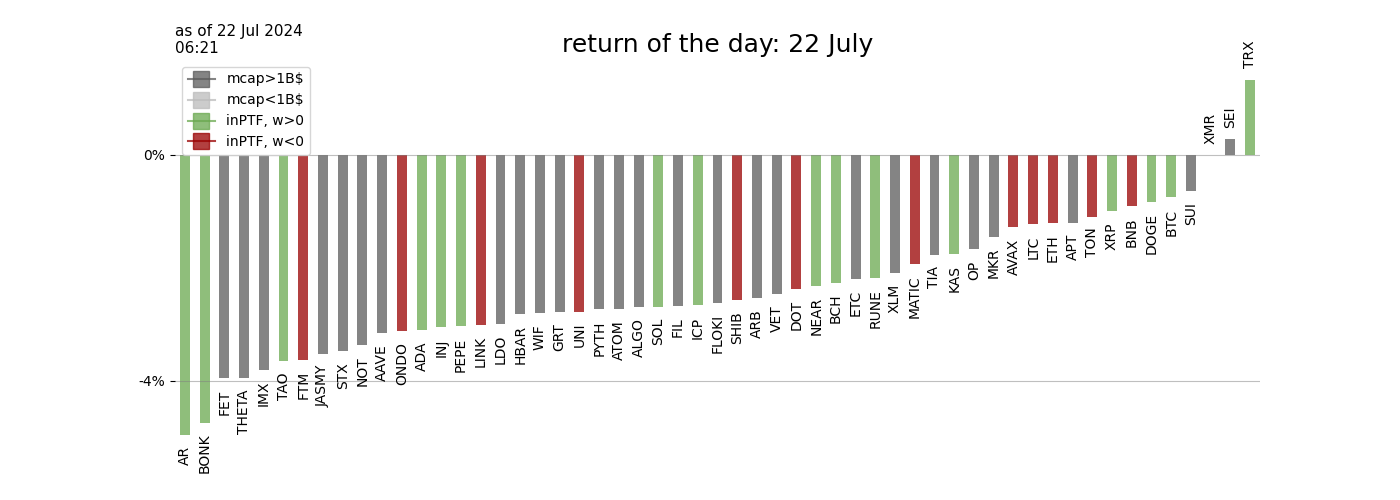 as of 22 Jul 2024
06:21
return of the day: 22 July
mcap>1B$
mcap<1B$
inPTF, w>0
inPTF, w<0
0%
-4%
AR
BONK
FET
THETA
IMX
TAO
FTM
JASMY
STX
NOT
AAVE
ONDO
ADA
INJ
PEPE
LINK
LDO
HBAR
WIF
GRT
UNI
PYTH
ATOM
ALGO
SOL
FIL
ICP
FLOKI
SHIB
ARB
VET
DOT
NEAR
BCH
ETC
RUNE
XLM
MATIC
TIA
KAS
OP
MKR
AVAX
LTC
ETH
APT
TON
XRP
BNB
DOGE
BTC
SUI
XMR
SEI
TRX